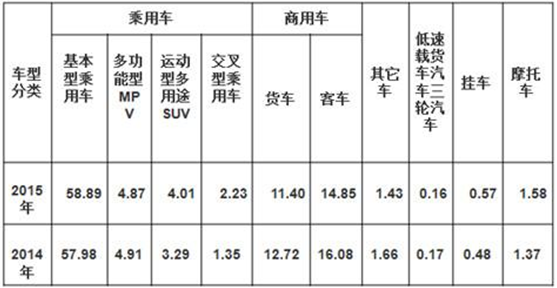 车型分类 乘用车 商用车 其它车 低速载货汽车三轮汽车 挂车 摩托车
基本型乘用车 多功能型MPV 运动型多用途SUV 交叉型乘用车 货车 客车
2015年 58.89 4.87 4.01 2.23 11.40 14.85 1.43 0.16 0.57 1.58
2014年 57.98 4.91 3.29 1.35 12.72 16.08 1.66 0.17 0.48 1.37